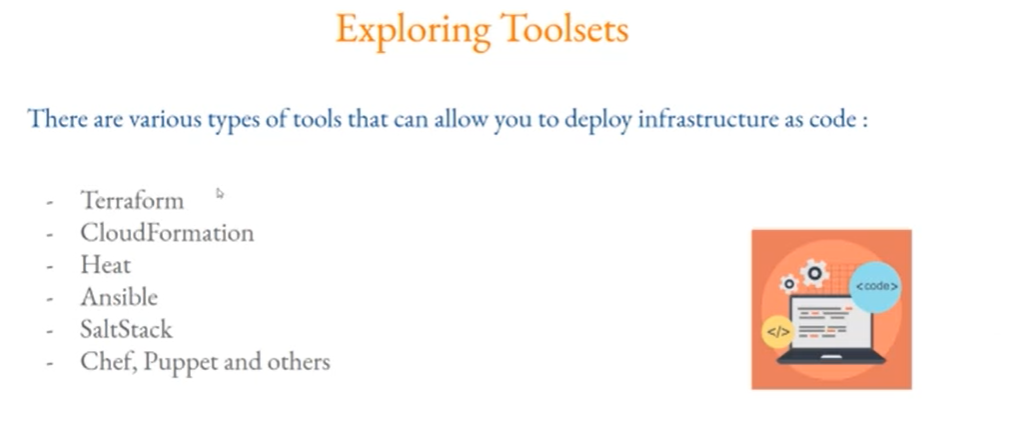 Exploring Toolsets
There are various types of tools that can allow you to deploy infrastructure as code :
- Terraform
- CloudFormation
- Heat
- Ansible
- SaltStack
- Chef, Puppet and others
<code>
</>